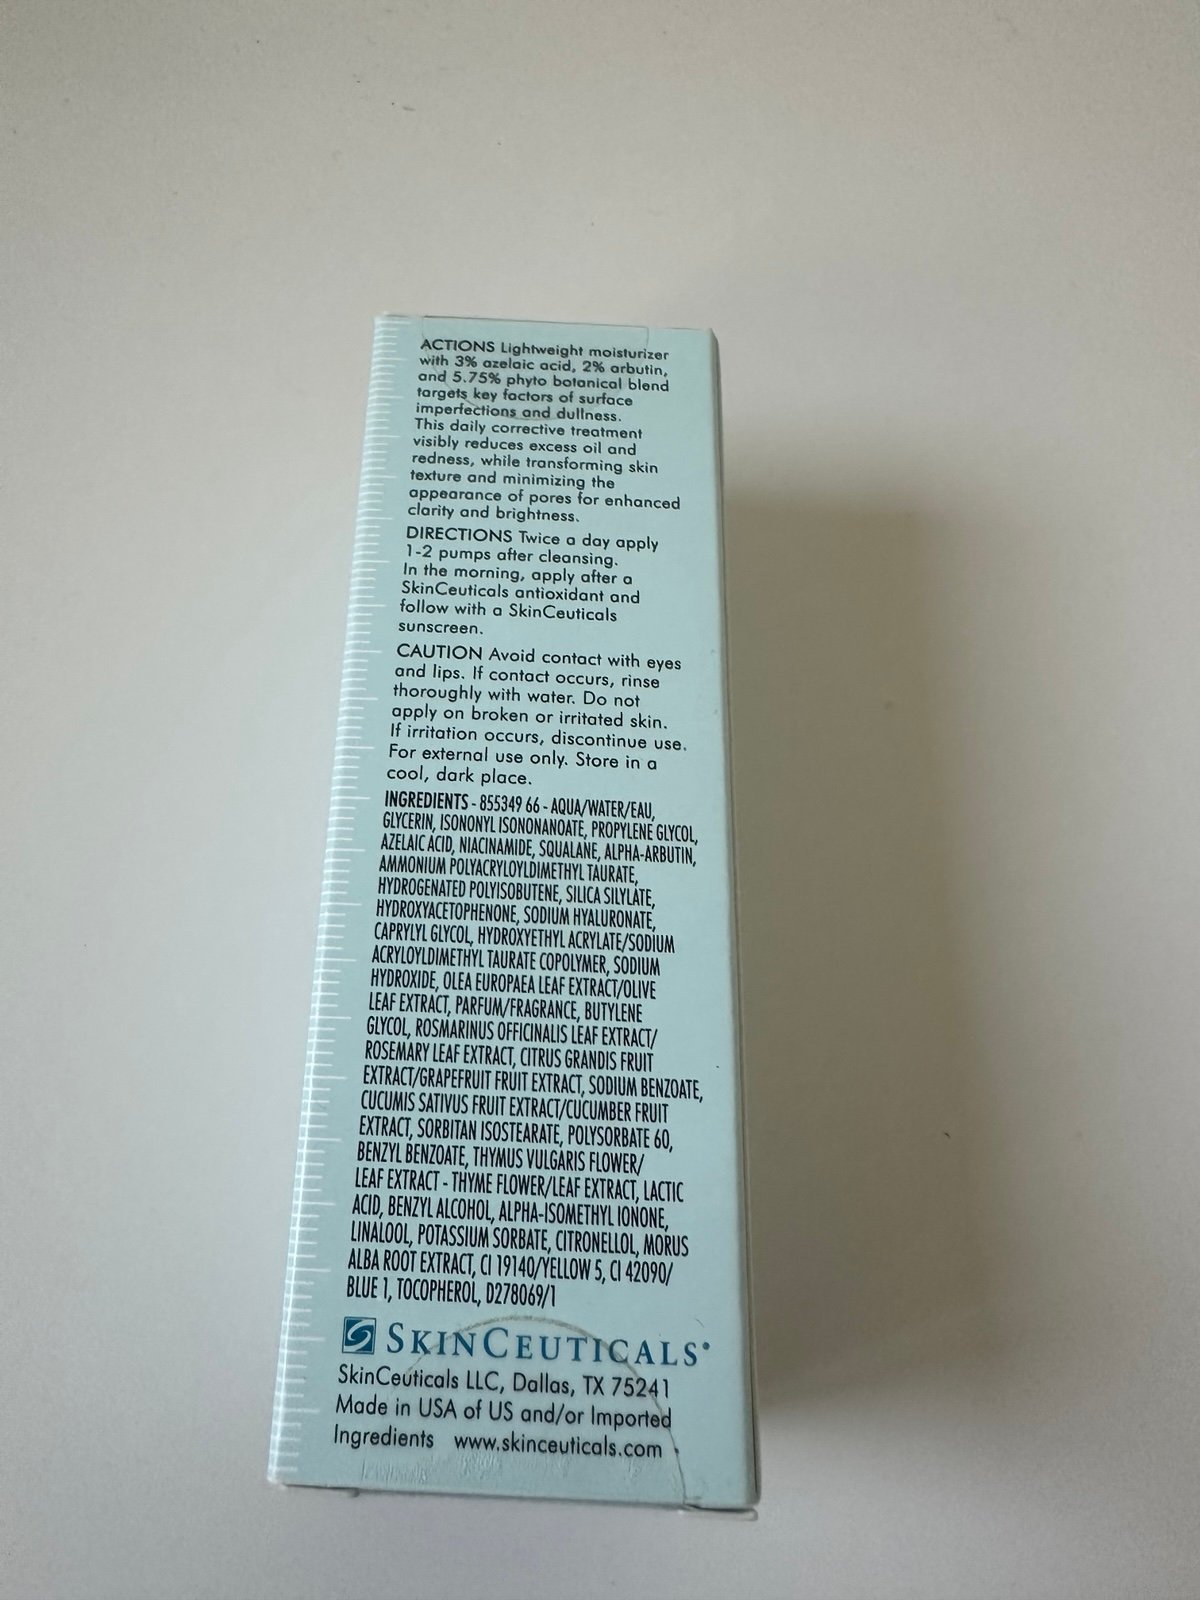 ACTIONS Lightweight moisturizer
with 3% azelaic acid, 2% arbutin,
and 5.75% phyto botanical blend
targets key factors of surface
imperfections and dullness.
This daily corrective treatment
visibly reduces excess oil and
redness, while transforming skin
texture and minimizing the
appearance of pores for enhanced
clarity and brightness.
DIRECTIONS Twice a day apply
1-2 pumps after cleansing.
In the morning, apply after a
SkinCeuticals antioxidant and
follow with a SkinCeuticals
sunscreen.
CAUTION Avoid contact with eyes
and lips. If contact occurs, rinse
thoroughly with water. Do not
apply on broken or irritated skin.
If irritation occurs, discontinue use.
For external use only. Store in a
cool, dark place.
INGREDIENTS - 855349 66 - AQUA/WATER/EAU,
GLYCERIN, ISONONYL ISONONANOATE, PROPYLENE GLYCOL,
AZELAIC ACID, NIACINAMIDE, SQUALANE, ALPHA-ARBUTIN,
AMMONIUM POLYACRYLOYLDIMETHYL TAURATE,
HYDROGENATED POLYISOBUTENE, SILICA SILYLATE,
HYDROXYACETOPHENONE, SODIUM HYALURONATE,
CAPRYLYL GLYCOL, HYDROXYETHYL ACRYLATE/SODIUM
ACRYLOYLDIMETHYL TAURATE COPOLYMER, SODIUM
HYDROXIDE, OLEA EUROPAEA LEAF EXTRACT/OLIVE
LEAF EXTRACT, PARFUM/FRAGRANCE, BUTYLENE
GLYCOL, ROSMARINUS OFFICINALIS LEAF EXTRACT/
ROSEMARY LEAF EXTRACT, CITRUS GRANDIS FRUIT
EXTRACT/GRAPEFRUIT FRUIT EXTRACT, SODIUM BENZOATE,
CUCUMIS SATIVUS FRUIT EXTRACT/CUCUMBER FRUIT
EXTRACT, SORBITAN ISOSTEARATE, POLYSORBATE 60,
BENZYL BENZOATE, THYMUS VULGARIS FLOWER/
LEAF EXTRACT - THYME FLOWER/LEAF EXTRACT, LACTIC
ACID, BENZYL ALCOHOL, ALPHA-ISOMETHYL IONONE,
LINALOOL, POTASSIUM SORBATE, CITRONELLOL, MORUS
ALBA ROOT EXTRACT, CI 19140/YELLOW 5, CI 42090/
BLUE 1, TOCOPHEROL, D278069/1
SKINCEUTICALS
SkinCeuticals LLC, Dallas, TX 75241
Made in USA of US and/or Imported
Ingredients www.skinceuticals.com